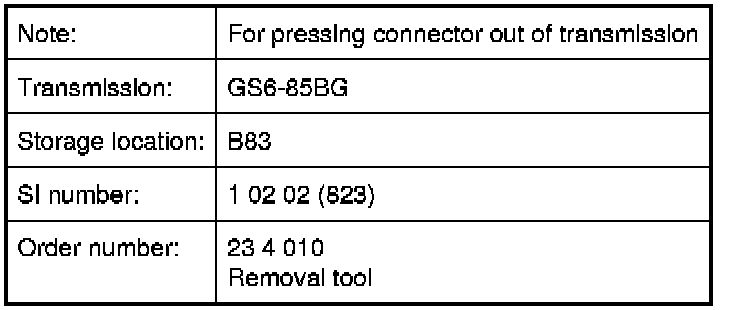 Note: For pressing connector out of transmission
Transmission: GS6-85BG
Storage location: B83
SI number: 1 02 02 (823)
Order number: 23 4 010
Removal tool